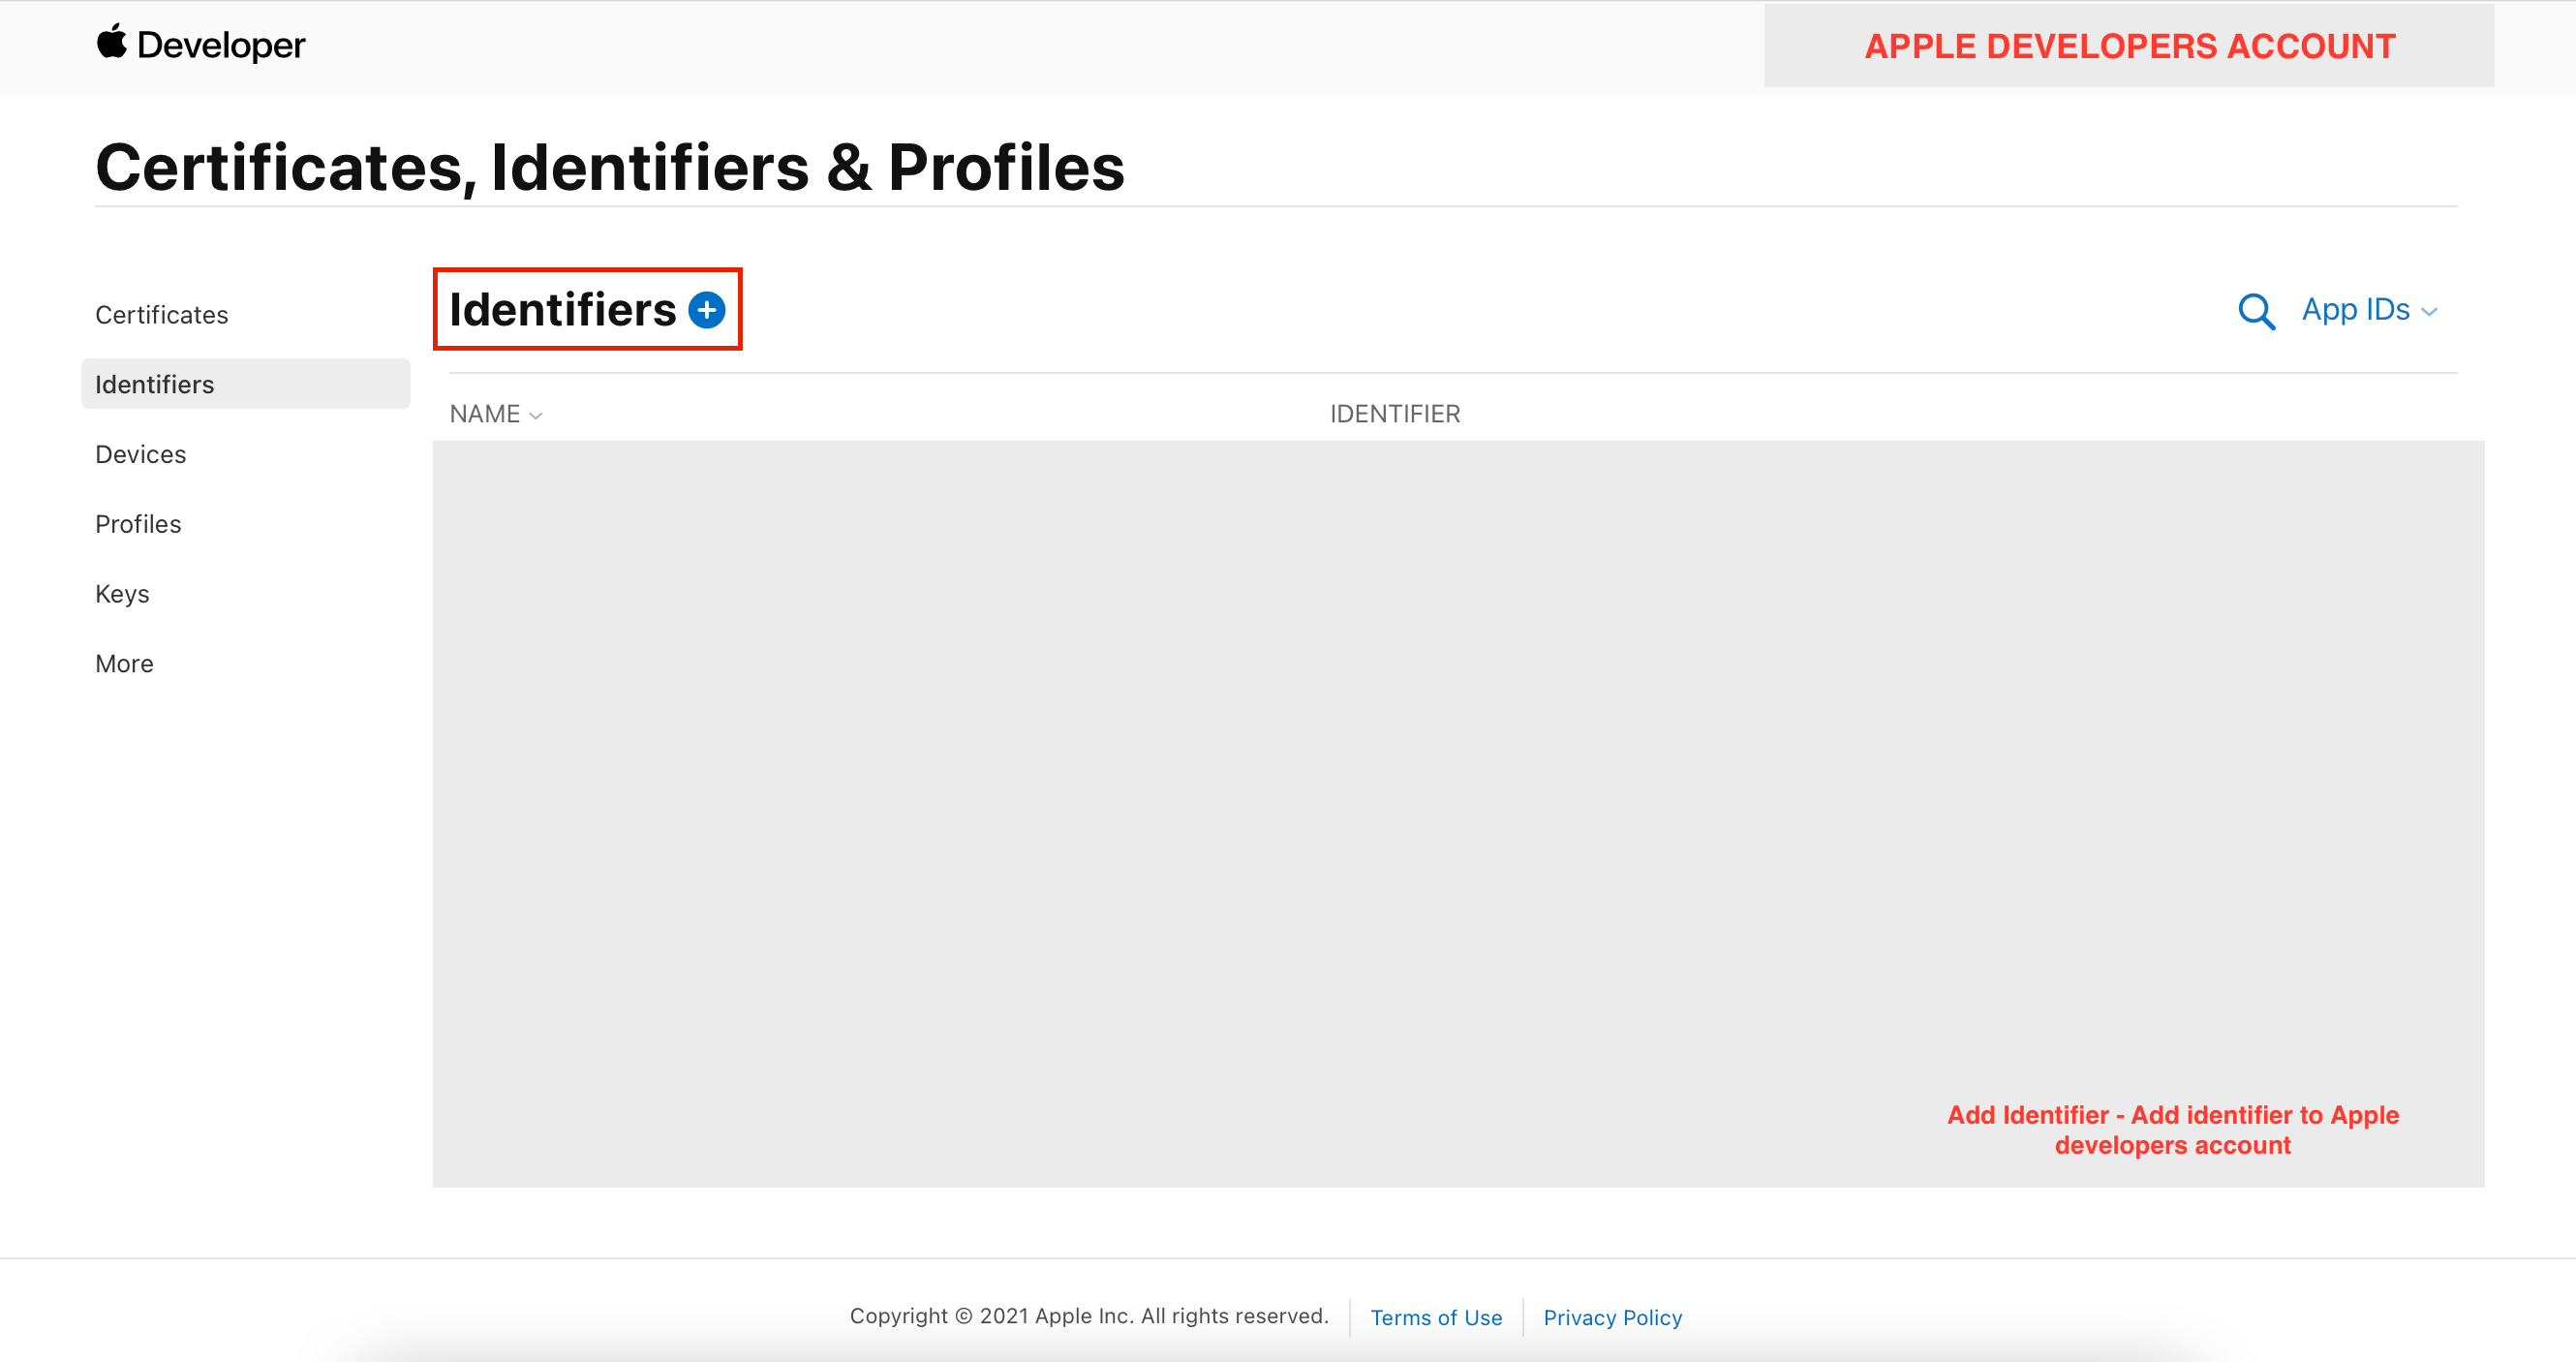 Developer
APPLE DEVELOPERS ACCOUNT
Certificates, Identifiers & Profiles
Certificates
Identifiers
Devices
Profiles
Keys
More
Identifiers
App IDs
NAME
IDENTIFIER
Add Identifier - Add identifier to Apple
developers account
Copyright © 2021 Apple Inc. All rights reserved.
Terms of Use
Privacy Policy